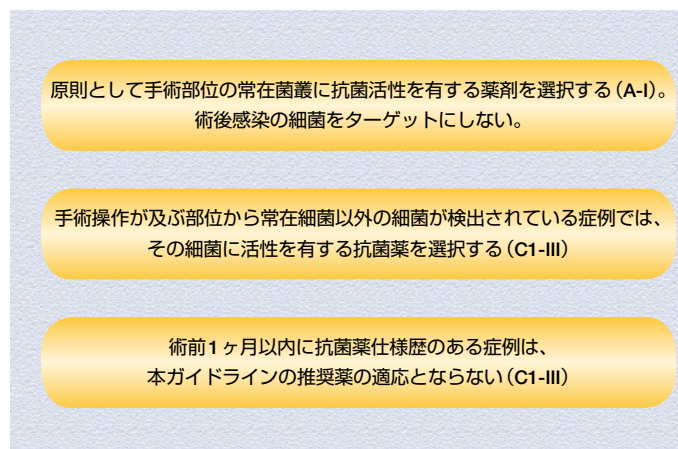 原則として手術部位の常在菌叢に抗菌活性を有する薬剤を選択する（A-I）。
術後感染の細菌をターゲットにしない。
手術操作が及ぶ部位から常在細菌以外の細菌が検出されている症例では、
その細菌に活性を有する抗菌薬を選択する（C1-III）
術前1ヶ月以内に抗菌薬仕様歴のある症例は、
本ガイドラインの推奨薬の適応とならない（C1-III）